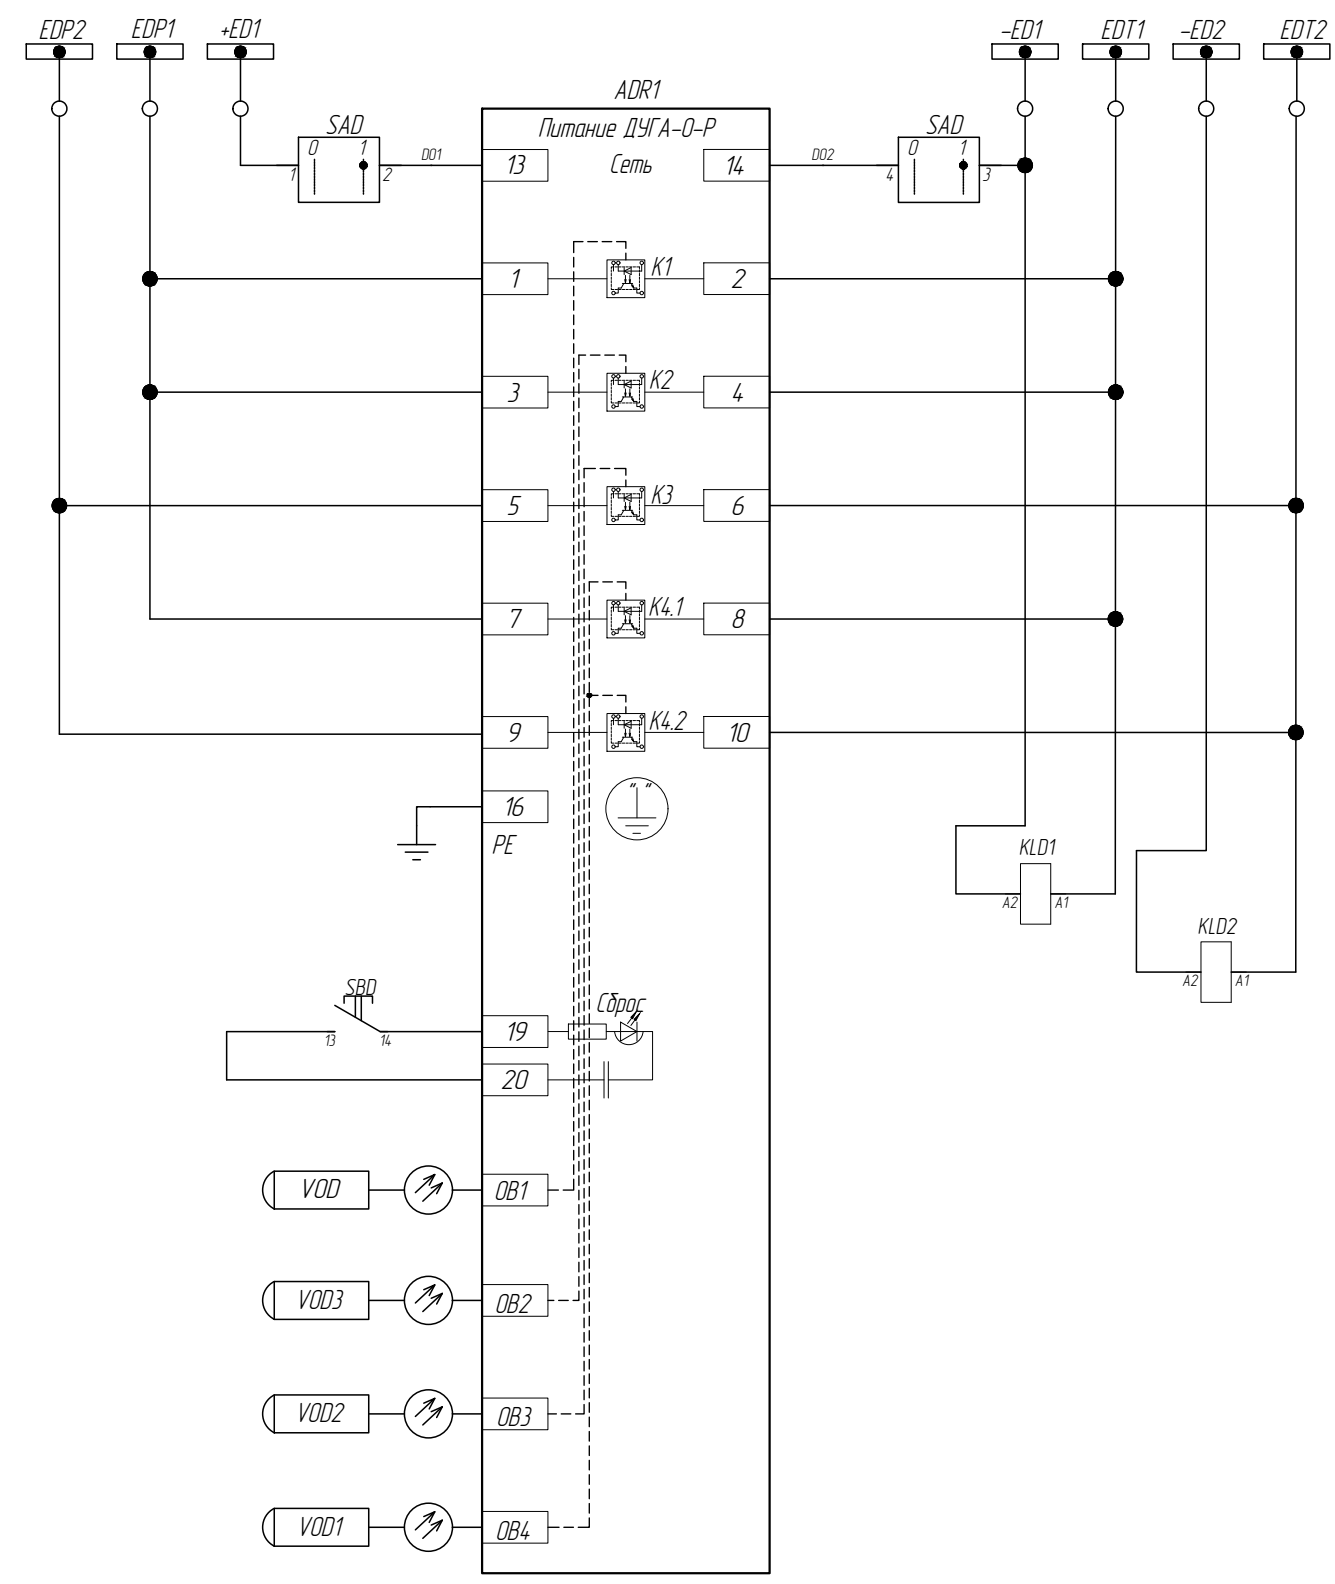 EDP2 EDP1 +ED1 -ED1 EDT1 -ED2 EDT2
ADR1
Питание ДУГА-О-Р
SAD SAD
0 1 0 1
1 2 D01 13 Сеть 14 D02 4 3
1 K1 2
3 K2 4
5 K3 6
7 K4.1 8
9 K4.2 10
16 " "
PE
KLD1
A2 A1
KLD2
A2 A1
SBD Сброс
13 14 19
20
VOD OB1
VOD3 OB2
VOD2 OB3
VOD1 OB4